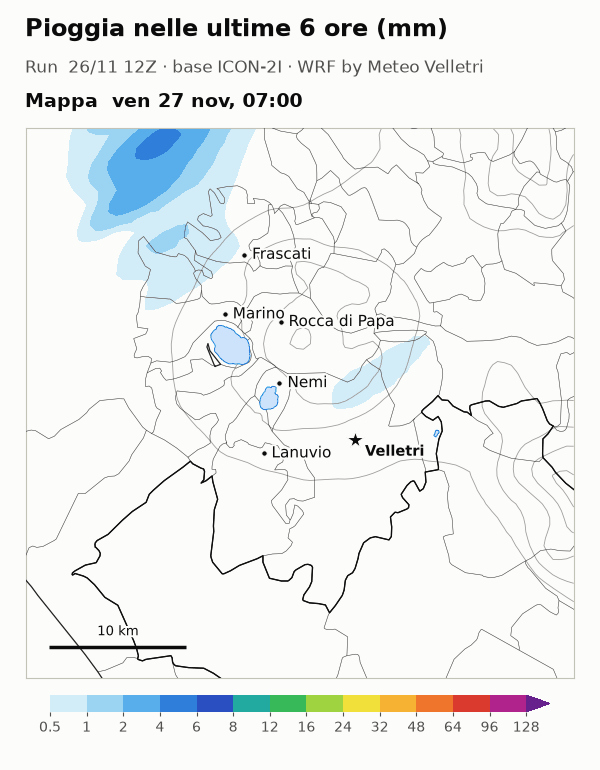 Pioggia nelle ultime 6 ore (mm)
Run  26/11 12Z · base ICON-2I · WRF by Meteo Velletri
Mappa  ven 27 nov, 07:00
Frascati
Marino
Rocca di Papa
Nemi
Velletri
Lanuvio
10 km
0.5 1 2 4 6 8 12 16 24 32 48 64 96 128